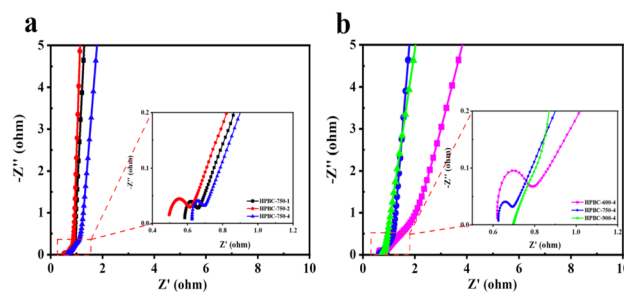 a
b
-Z'' (ohm)
5
4
3
2
1
0
0
2
4
6
8
10
Z' (ohm)
0.2
0.1
0.0
0.4
0.6
0.8
1.0
1.2
Z' (ohm)
HPBC-750-1
HPBC-750-2
HPBC-750-4
-Z'' (ohm)
5
4
3
2
1
0
0
2
4
6
8
10
Z' (ohm)
0.2
0.1
0.0
0.6
0.8
1.0
1.2
Z' (ohm)
HPBC-600-4
HPBC-750-4
HPBC-900-4